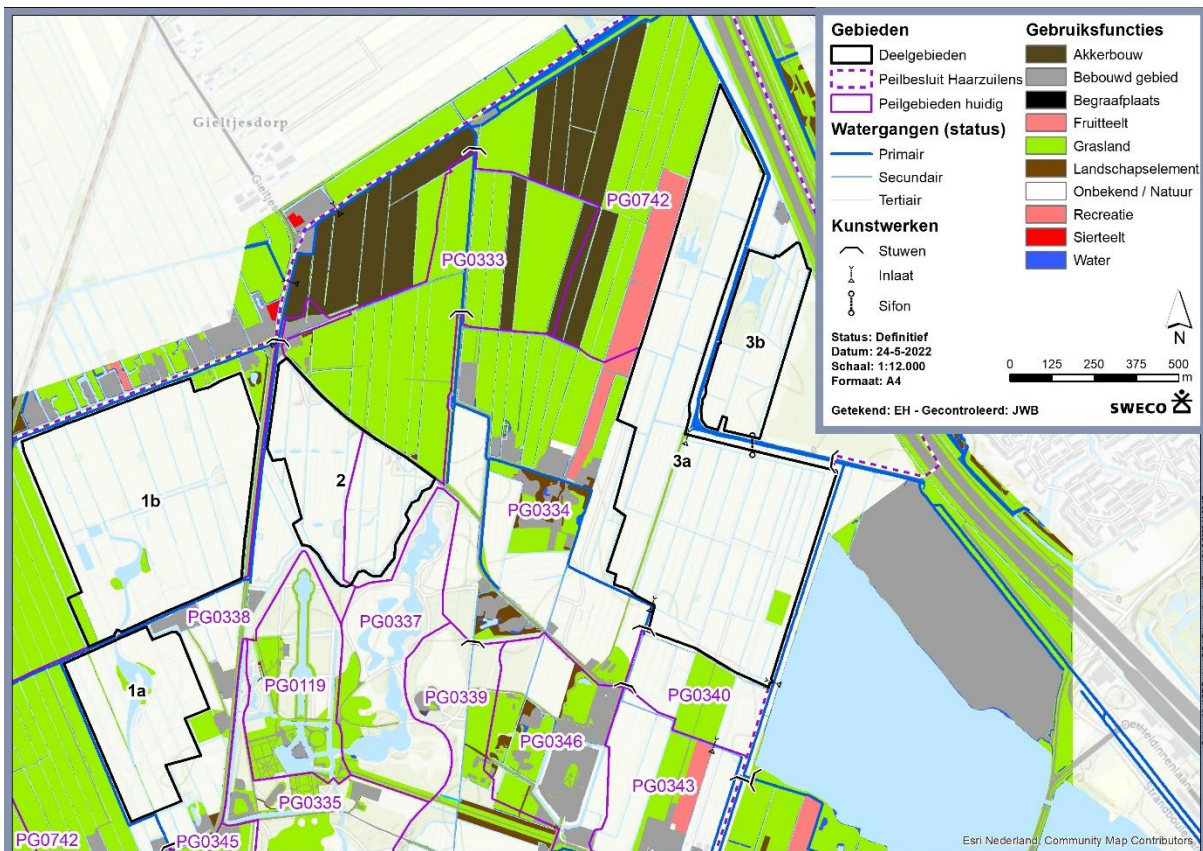 Gebieden
Deelgebieden
Peilbesluit Haarzuilens
Peilgebieden huidig
Watergangen (status)
Primair
Secundair
Tertiair
Kunstwerken
Stuwen
Inlaat
Sifon
Status: Definitief
Datum: 24-5-2022
Schaal: 1:12.000
Formaat: A4
Getekend: EH - Gecontroleerd: JWB
Gebruiksfuncties
Akkerbouw
Bebouwd gebied
Begraafplaats
Fruitteelt
Grasland
Landschapselement
Onbekend / Natuur
Recreatie
Sierteelt
Water
N
0 125 250 375 500
m
SWECO
Gieltjesdorp
PG0742
PG0333
3b
3a
1b
2
PG0334
PG0338
PG0337
1a
PG0119
PG0339
PG0340
PG0346
PG0343
PG0335
PG0742
PG0345
Esri Nederland, Community Map Contributors